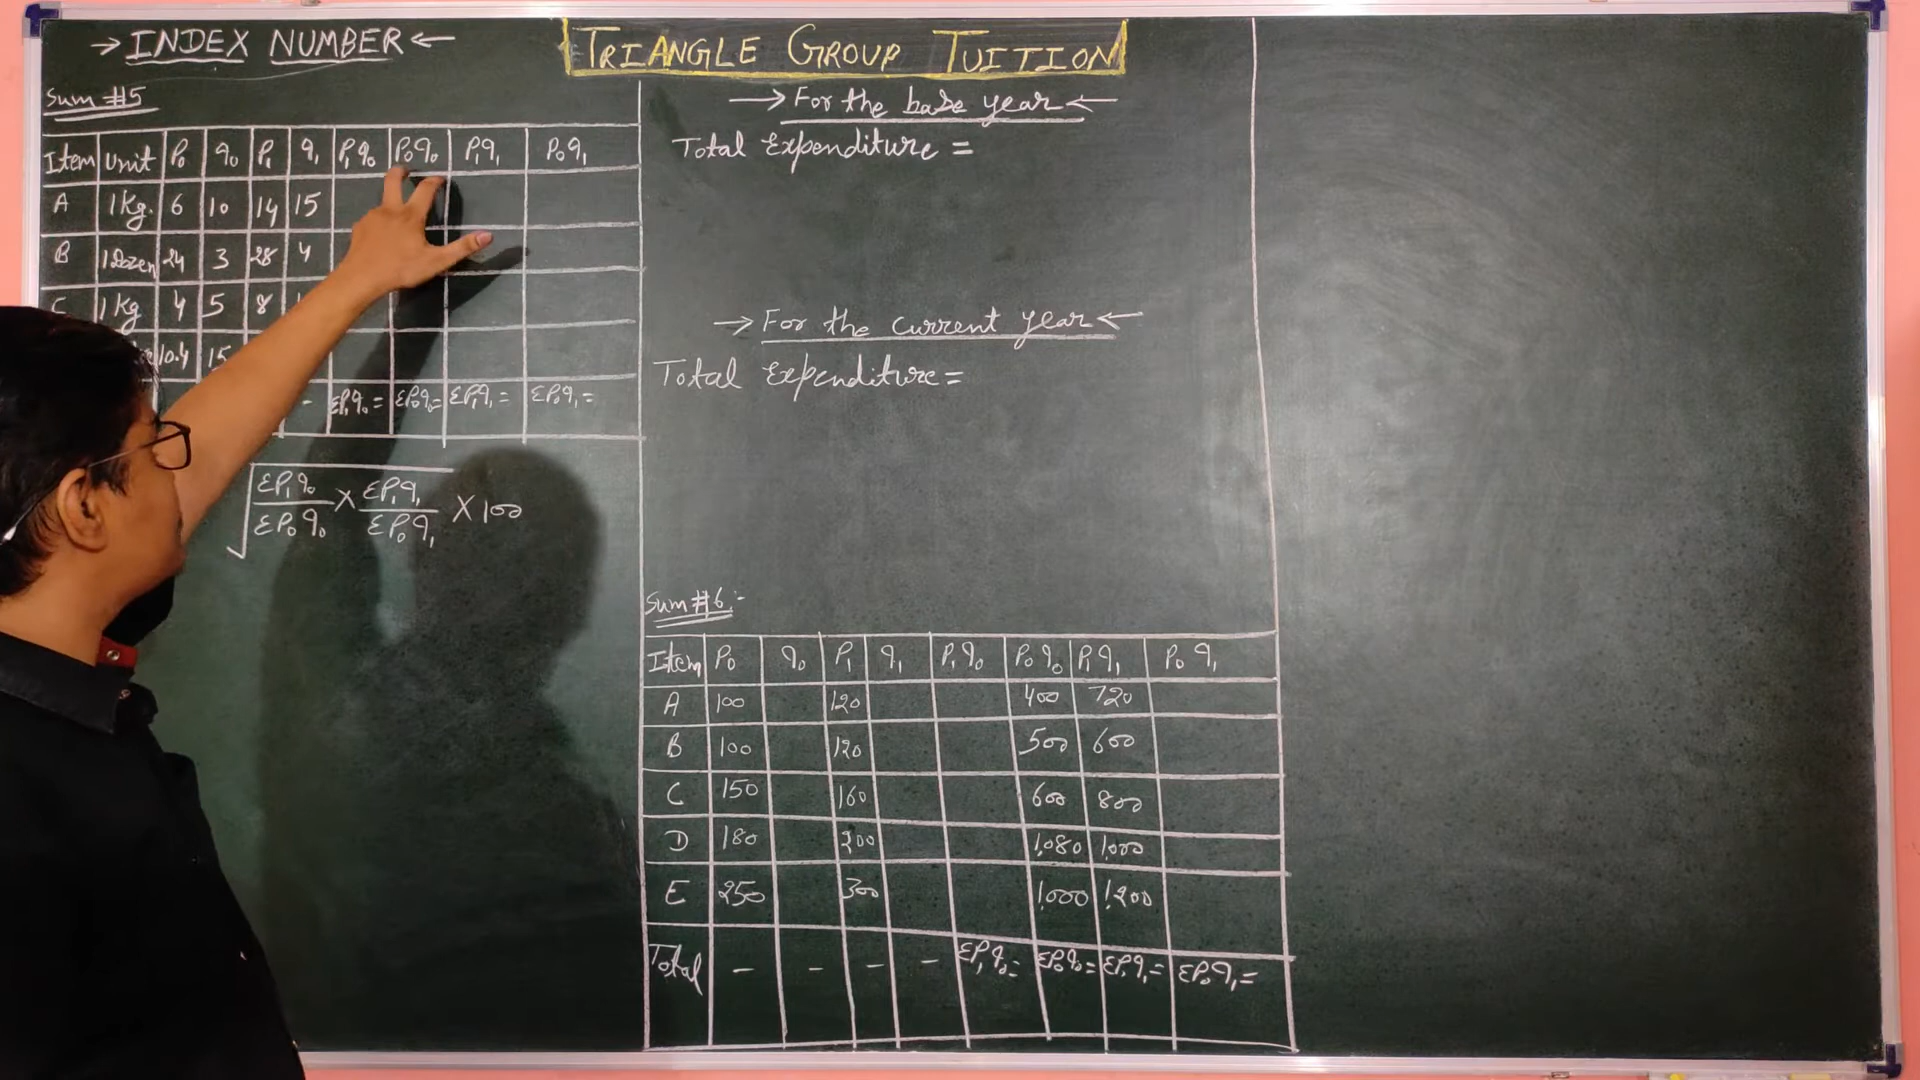 → INDEX NUMBER ←
TRIANGLE GROUP TUITION
Sum #5
Item Unit P₀ q₀ P₁ q₁ P₁q₀ P₀q₀ P₁q₁ P₀q₁
A 1Kg. 6 10 14 15
B 1Dozen 24 3 28 4
C 1Kg 4 5 8
10.4 15
- ΣP₁q₀= ΣP₀q₀= ΣP₁q₁= ΣP₀q₁=
√ ΣP₁q₀/ΣP₀q₀ X ΣP₁q₁/ΣP₀q₁ X 100
→ For the base year ←
Total Expenditure =
→ For the current year ←
Total Expenditure =
Sum #6:-
Item P₀ q₀ P₁ q₁ P₁q₀ P₀q₀ P₁q₁ P₀q₁
A 100 120 400 720
B 100 120 500 600
C 150 160 600 800
D 180 200 1,080 1,000
E 250 300 1,000 1,200
Total - - - - ΣP₁q₀= ΣP₀q₀= ΣP₁q₁= ΣP₀q₁=